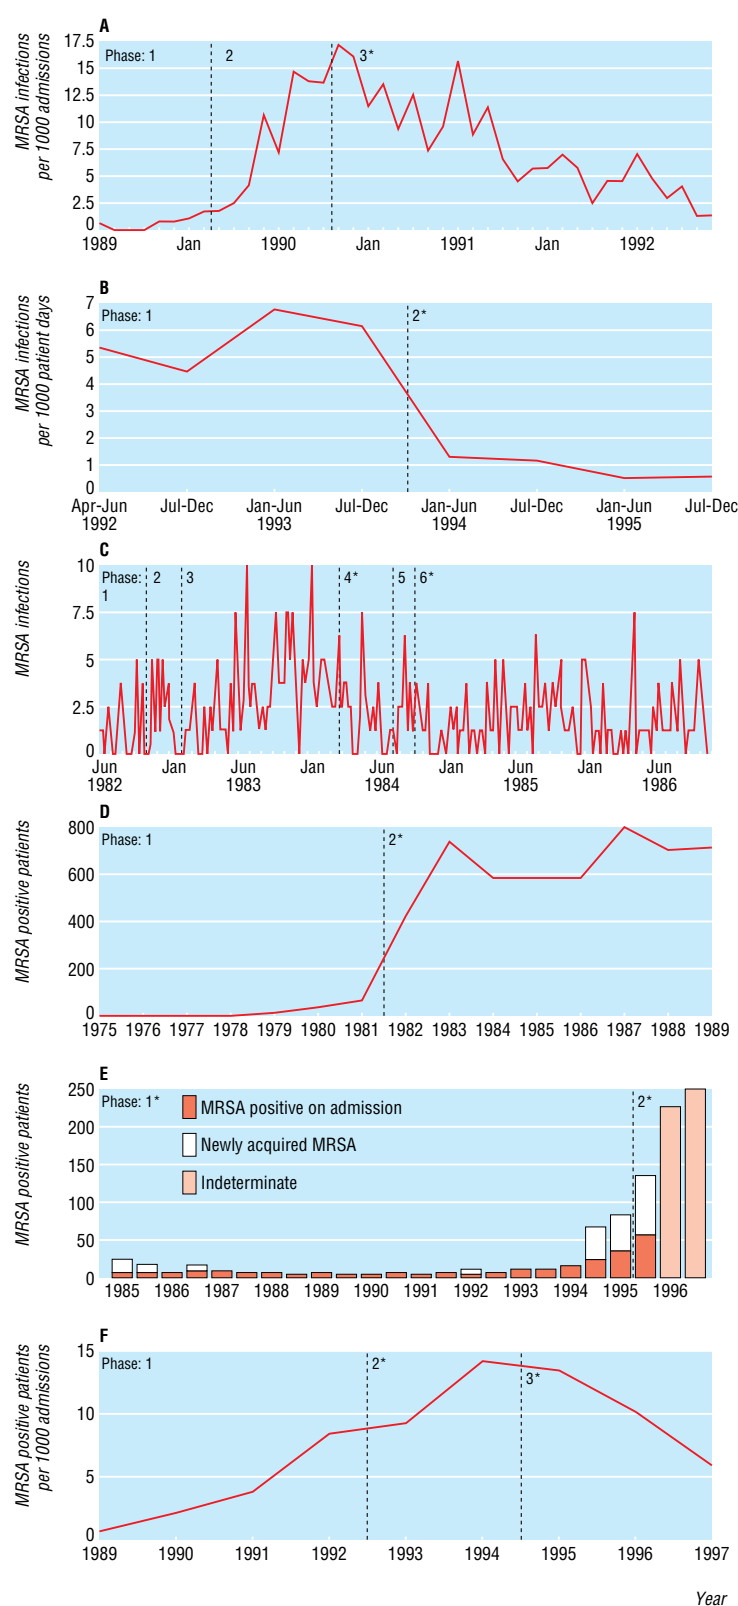 A
MRSA infections
per 1000 admissions
17.5
15
12.5
10
7.5
5
2.5
0
Phase: 1
2
3*
1989
Jan
1990
Jan
1991
Jan
1992
B
MRSA infections
per 1000 patient days
7
6
5
4
3
2
1
0
Phase: 1
2*
Apr-Jun
1992
Jul-Dec
Jan-Jun
1993
Jul-Dec
Jan-Jun
1994
Jul-Dec
Jan-Jun
1995
Jul-Dec
C
MRSA infections
10
7.5
5
2.5
0
Phase:
1
2
3
4*
5
6*
Jun
1982
Jan
Jun
1983
Jan
Jun
1984
Jan
Jun
1985
Jan
Jun
1986
D
MRSA positive patients
800
600
400
200
0
Phase: 1
2*
1975 1976 1977 1978 1979 1980 1981 1982 1983 1984 1985 1986 1987 1988 1989
E
MRSA positive patients
250
200
150
100
50
0
Phase: 1*
2*
MRSA positive on admission
Newly acquired MRSA
Indeterminate
1985 1986 1987 1988 1989 1990 1991 1992 1993 1994 1995 1996
F
MRSA positive patients
per 1000 admissions
15
10
5
0
Phase: 1
2*
3*
1989 1990 1991 1992 1993 1994 1995 1996 1997
Year